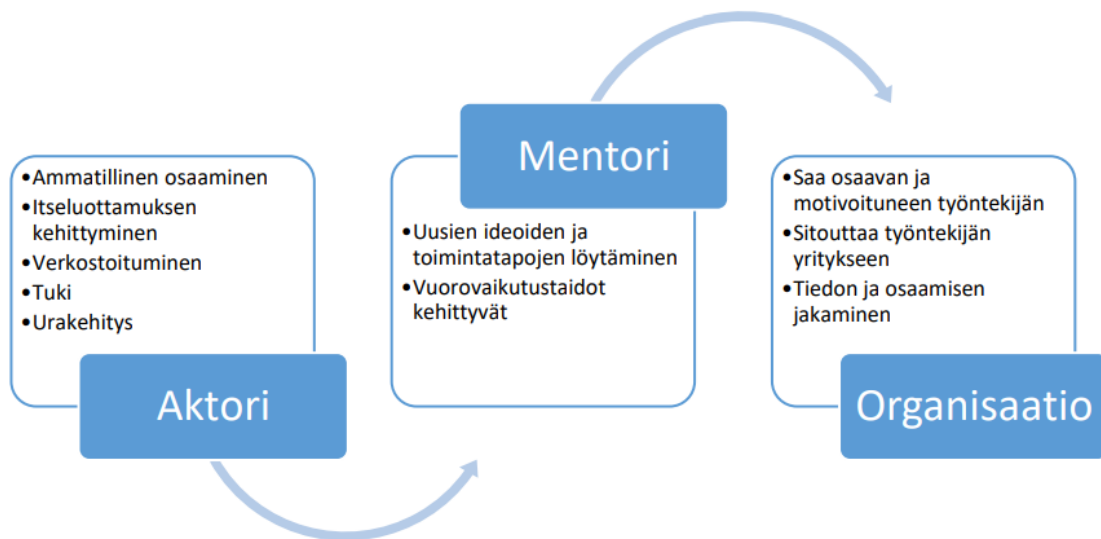 •Ammatillinen osaaminen
•Itseluottamuksen
kehittyminen
•Verkostoituminen
•Tuki
•Urakehitys
Aktori
Mentori
•Uusien ideoiden ja
toimintatapojen löytäminen
•Vuorovaikutustaidot
kehittyvät
•Saa osaavan ja
motivoituneen työntekijän
•Sitouttaa työntekijän
yritykseen
•Tiedon ja osaamisen
jakaminen
Organisaatio